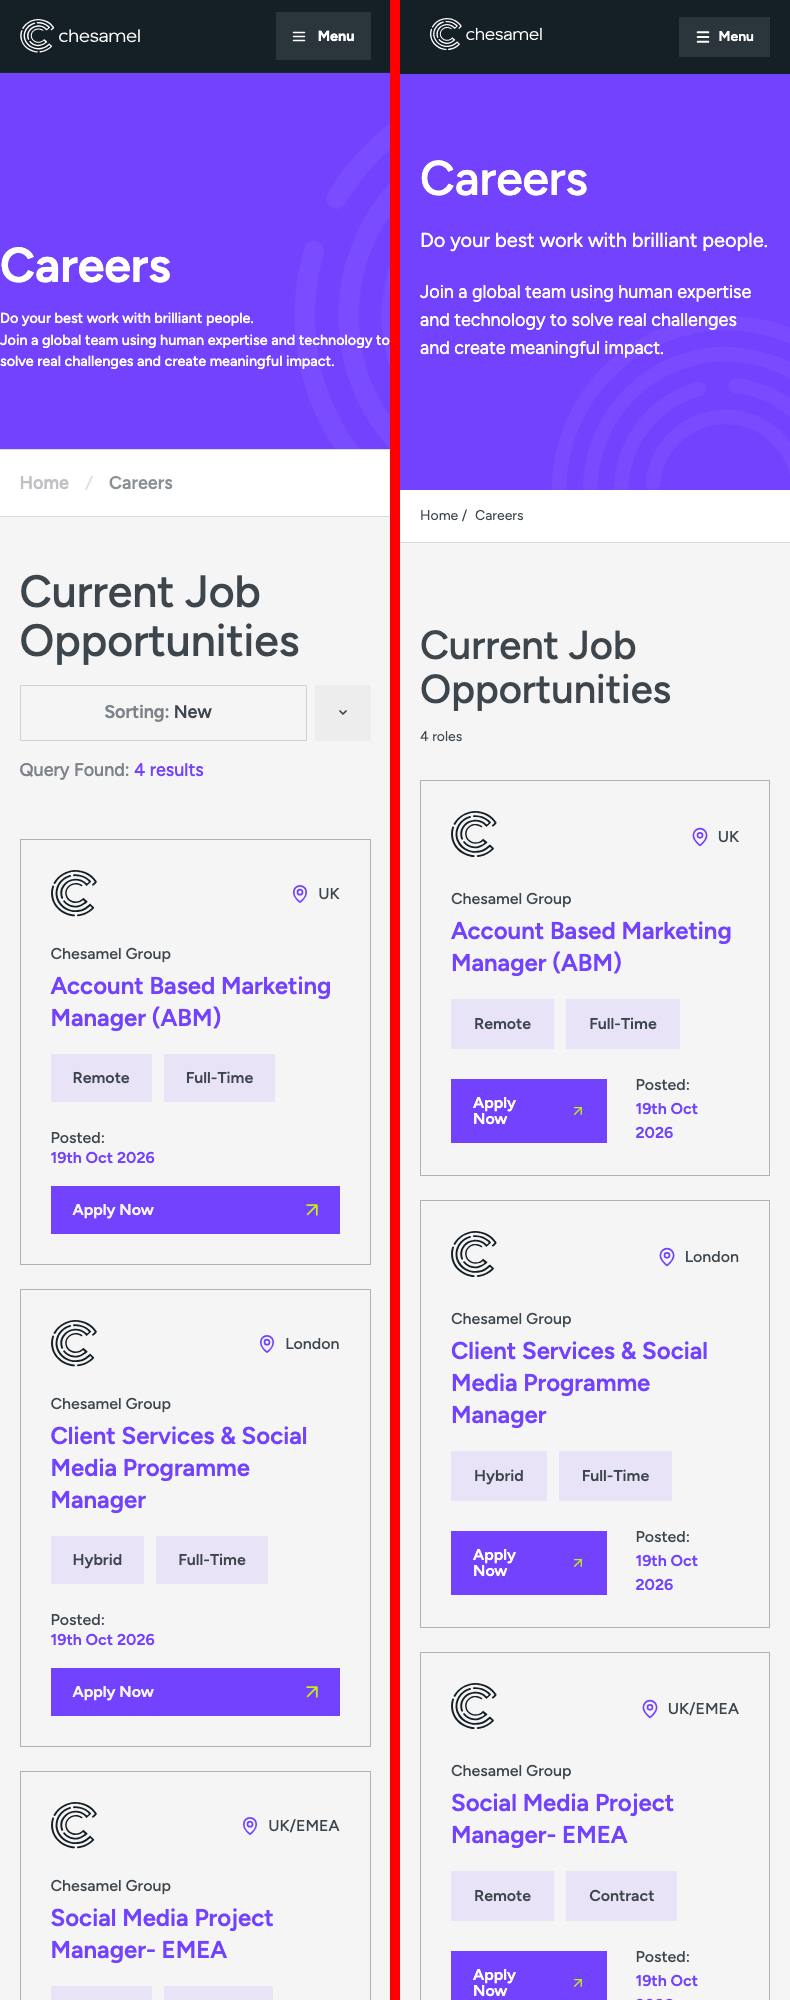 chesamel
Menu
Careers
Do your best work with brilliant people.
Join a global team using human expertise and technology to
solve real challenges and create meaningful impact.
Home / Careers
Current Job
Opportunities
Sorting: New
Query Found: 4 results
UK
Chesamel Group
Account Based Marketing
Manager (ABM)
Remote
Full-Time
Posted:
19th Oct 2026
Apply Now
London
Chesamel Group
Client Services & Social
Media Programme
Manager
Hybrid
Full-Time
Posted:
19th Oct 2026
Apply Now
UK/EMEA
Chesamel Group
Social Media Project
Manager- EMEA
chesamel
Menu
Careers
Do your best work with brilliant people.
Join a global team using human expertise
and technology to solve real challenges
and create meaningful impact.
Home / Careers
Current Job
Opportunities
4 roles
UK
Chesamel Group
Account Based Marketing
Manager (ABM)
Remote
Full-Time
Apply
Now
Posted:
19th Oct
2026
London
Chesamel Group
Client Services & Social
Media Programme
Manager
Hybrid
Full-Time
Apply
Now
Posted:
19th Oct
2026
UK/EMEA
Chesamel Group
Social Media Project
Manager- EMEA
Remote
Contract
Apply
Now
Posted:
19th Oct